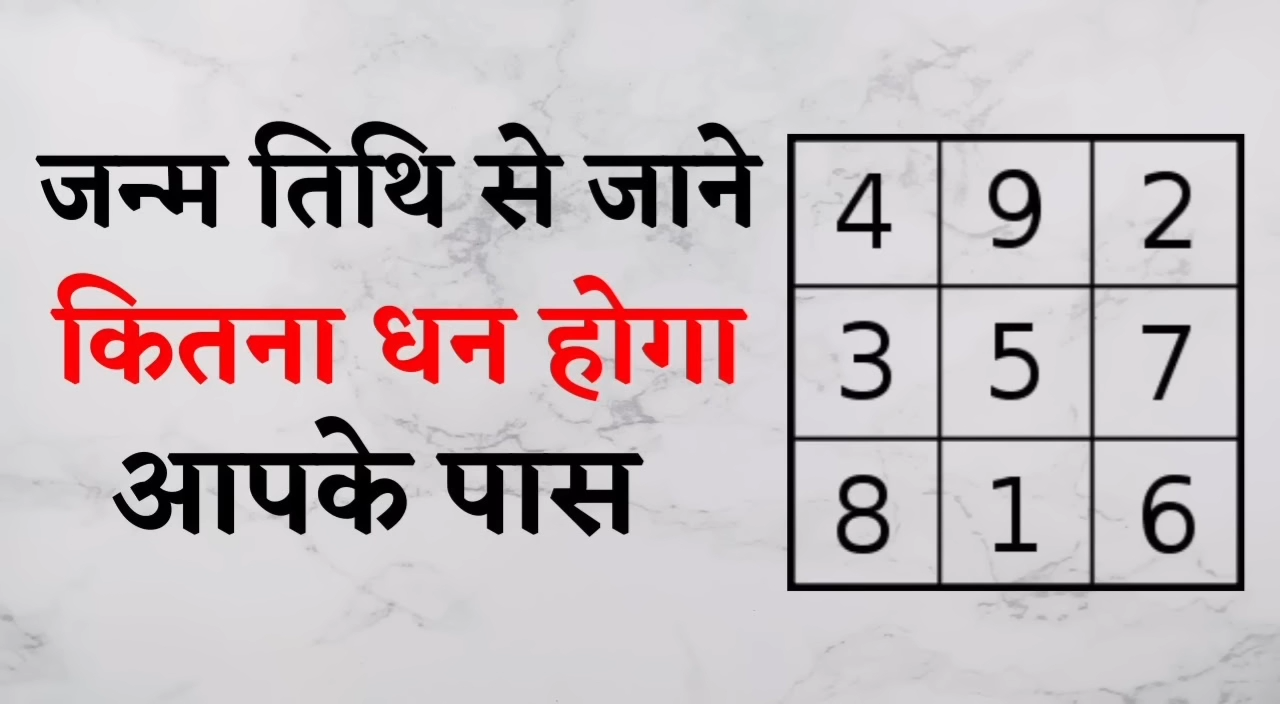 जन्म तिथि से जाने
कितना धन होगा
आपके पास
4 9 2
3 5 7
8 1 6